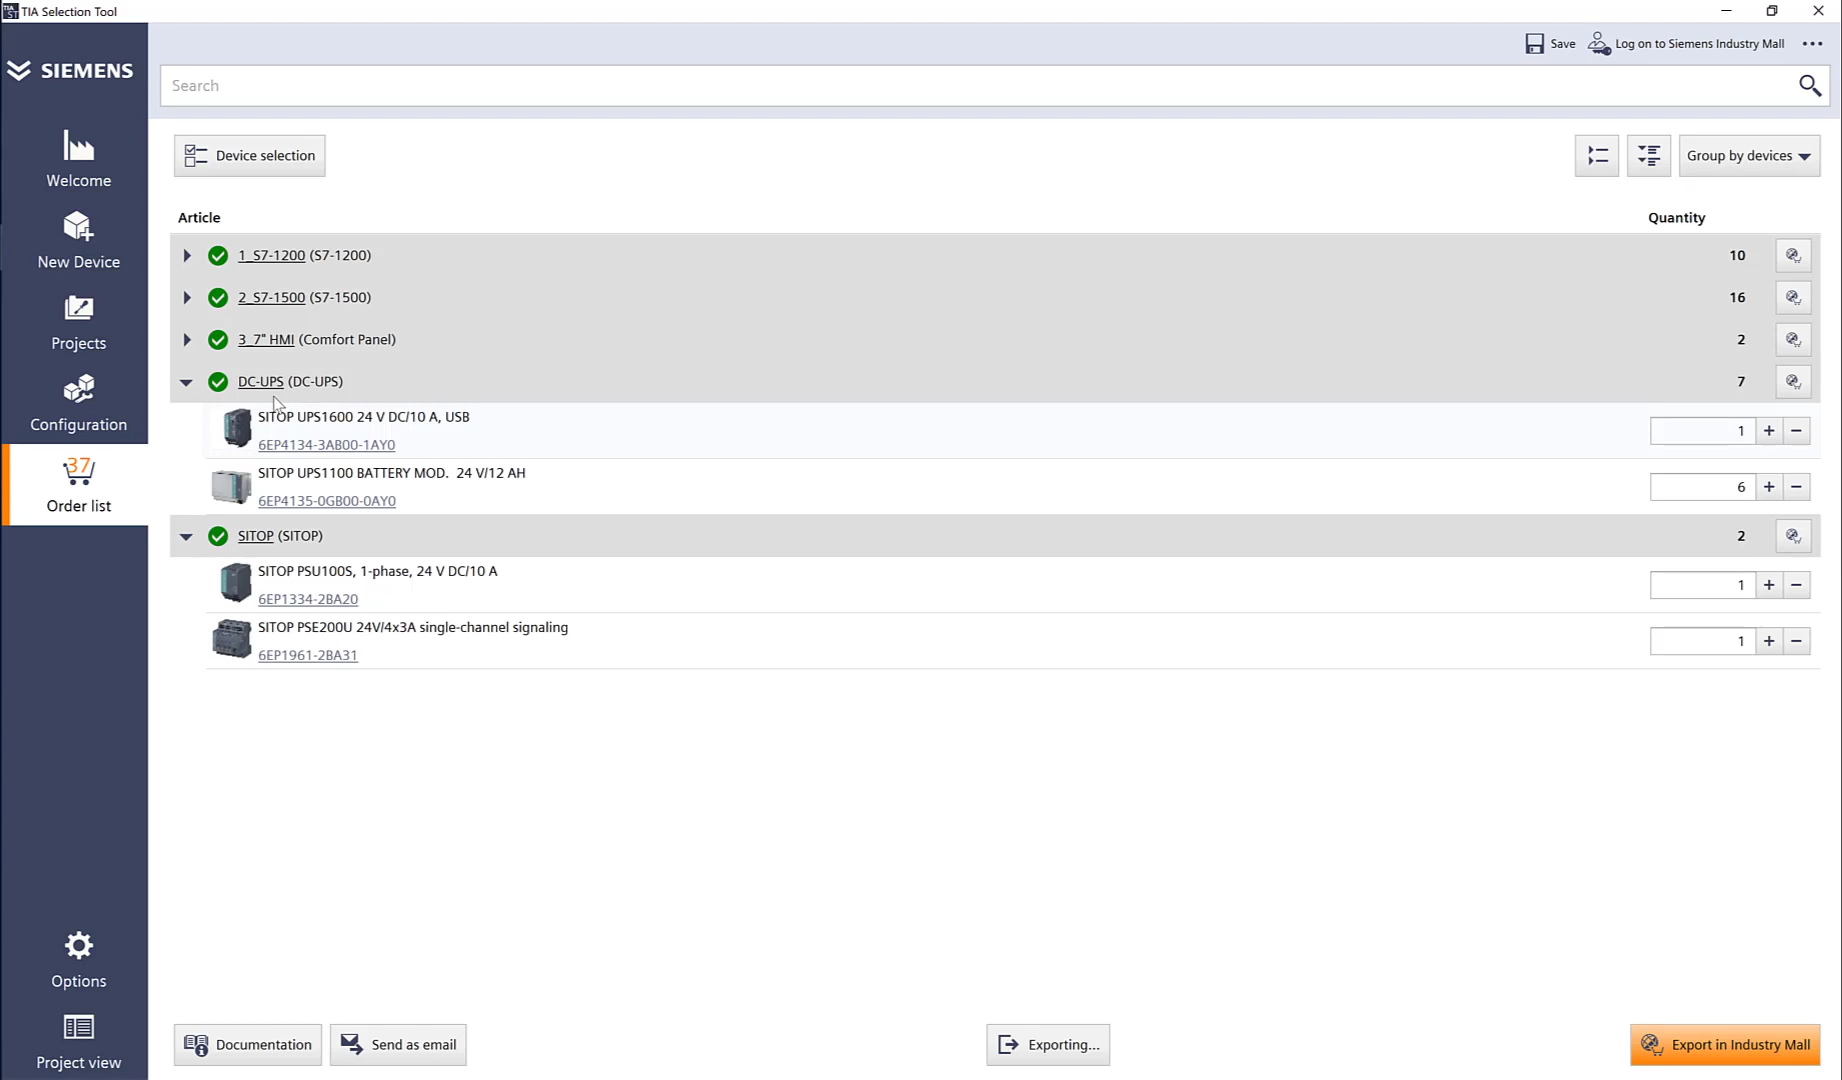 TIA Selection Tool
Save
Log on to Siemens Industry Mall
SIEMENS
Search
Welcome
New Device
Projects
Configuration
37
Order list
Options
Project view
Device selection
Group by devices
Article Quantity
1_S7-1200 (S7-1200) 10
2_S7-1500 (S7-1500) 16
3_7" HMI (Comfort Panel) 2
DC-UPS (DC-UPS) 7
SITOP UPS1600 24 V DC/10 A, USB
6EP4134-3AB00-1AY0
1 + −
SITOP UPS1100 BATTERY MOD. 24 V/12 AH
6EP4135-0GB00-0AY0
6 + −
SITOP (SITOP) 2
SITOP PSU100S, 1-phase, 24 V DC/10 A
6EP1334-2BA20
1 + −
SITOP PSE200U 24V/4x3A single-channel signaling
6EP1961-2BA31
1 + −
Documentation
Send as email
Exporting...
Export in Industry Mall